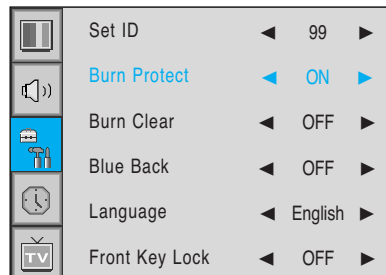 Set ID ◀ 99 ▶
Burn Protect ◀ ON ▶
Burn Clear ◀ OFF ▶
Blue Back ◀ OFF ▶
Language ◀ English ▶
Front Key Lock ◀ OFF ▶
TV